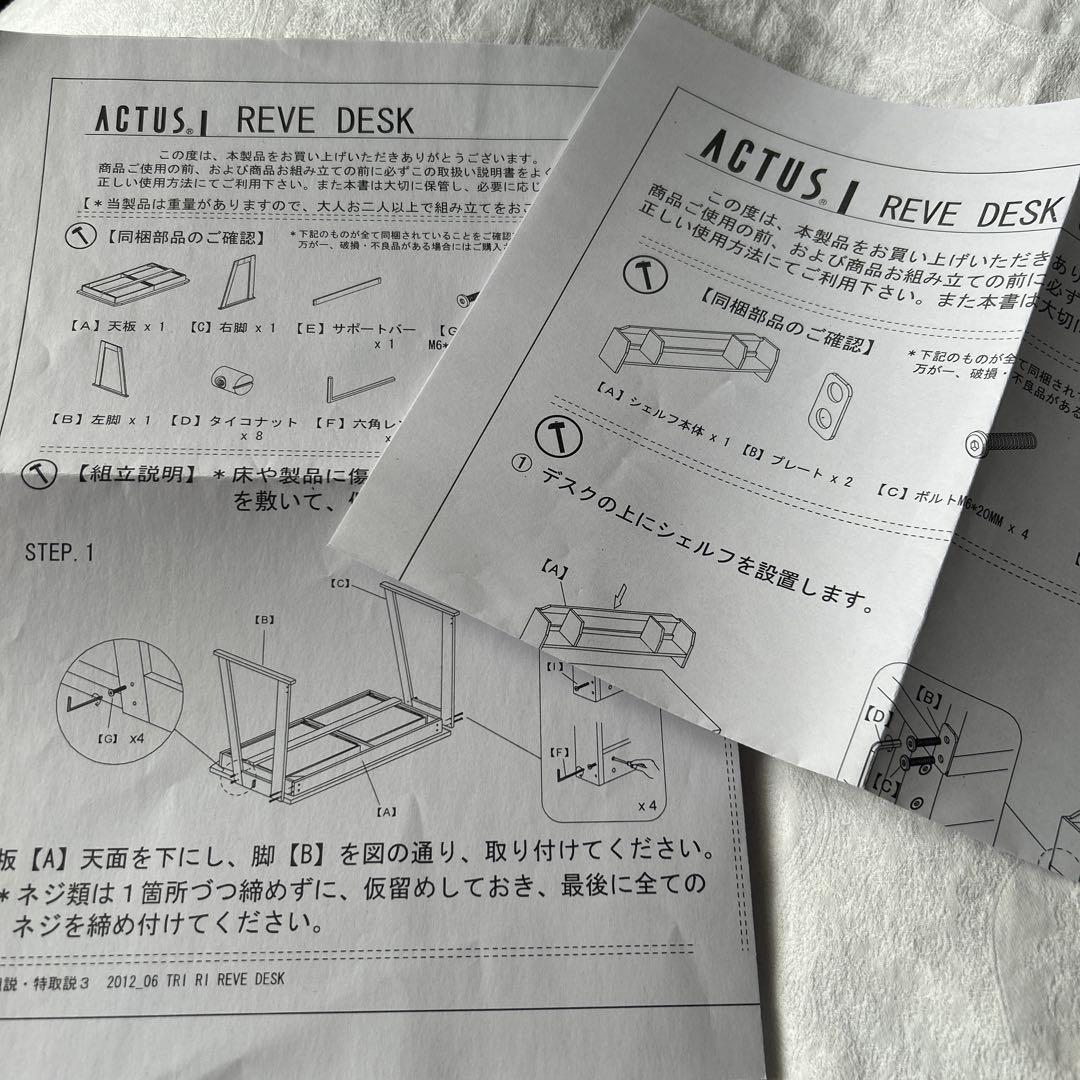 ACTUS® REVE DESK
この度は、本製品をお買い上げいただきありがとうございます。
商品ご使用の前、および商品お組み立ての前に必ずこの取扱い説明書をよく
正しい使用方法にてご利用下さい。また本書は大切に保管し、必要に応じ
【*当製品は重量がありますので、大人お二人以上で組み立てをおこ
【同梱部品のご確認】
*下記のものが全て同梱されていることをご確認
万が一、破損・不良品がある場合にはご購入
【A】天板 x 1
【C】右脚 x 1
【E】サポートバー
x 1
【G
M6*
【B】左脚 x 1
【D】タイコナット
x 8
【F】六角レ
x
【組立説明】
*床や製品に傷
を敷いて、
STEP.1
【C】
【B】
【G】 x4
【A】
【I】
【F】
x4
板【A】天面を下にし、脚【B】を図の通り、取り付けてください。
*ネジ類は1箇所づつ締めずに、仮留めしておき、最後に全ての
ネジを締め付けてください。
説・特取説3 2012_06 TRI RI REVE DESK
ACTUS® REVE DESK
この度は、本製品をお買い上げいただきあり
商品ご使用の前、および商品お組み立ての前に必ず
正しい使用方法にてご利用下さい。また本書は大切に
【同梱部品のご確認】
*下記のものが全て同梱され
万が一、破損・不良品がある
【A】シェルフ本体 x 1
【B】プレート x 2
【C】ボルトM6*20MM x 4
① デスクの上にシェルフを設置します。
【A】
【B】
【D】
【C】